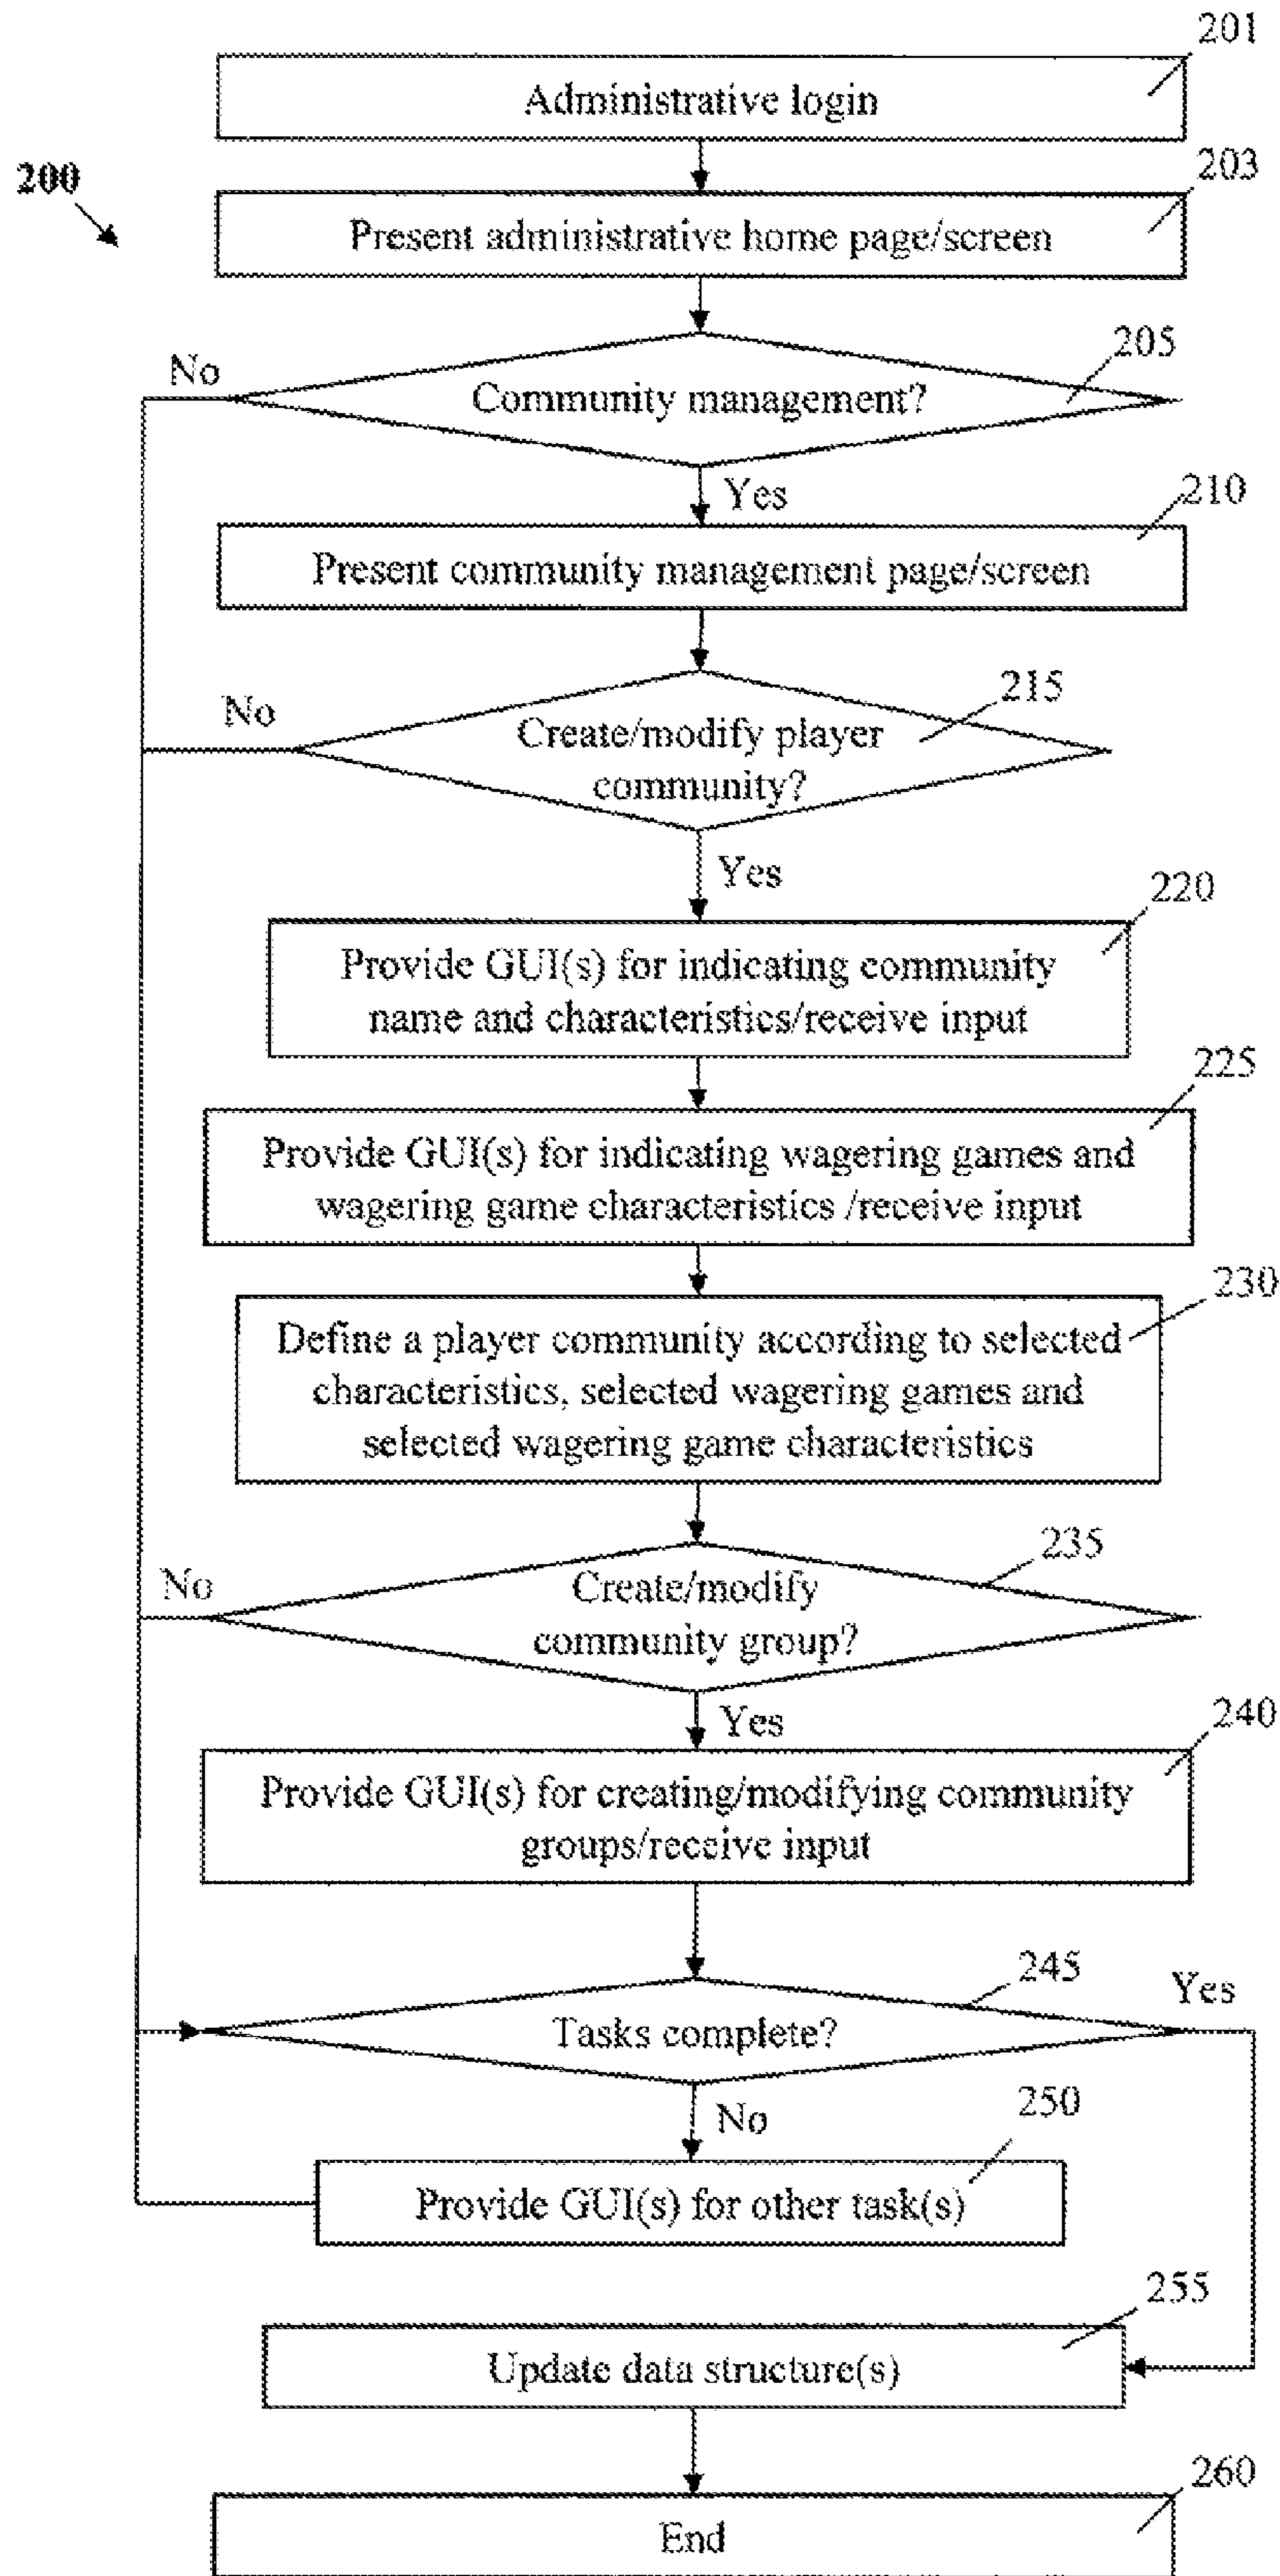 201
Administrative login
200
203
Present administrative home page/screen
205
No
Community management?
Yes
210
Present community management page/screen
215
No
Create/modify player
community?
Yes
220
Provide GUI(s) for indicating community
name and characteristics/receive input
225
Provide GUI(s) for indicating wagering games and
wagering game characteristics /receive input
230
Define a player community according to selected
characteristics, selected wagering games and
selected wagering game characteristics
235
No
Create/modify
community group?
Yes
240
Provide GUI(s) for creating/modifying community
groups/receive input
245
Yes
Tasks complete?
No
250
Provide GUI(s) for other task(s)
255
Update data structure(s)
260
End